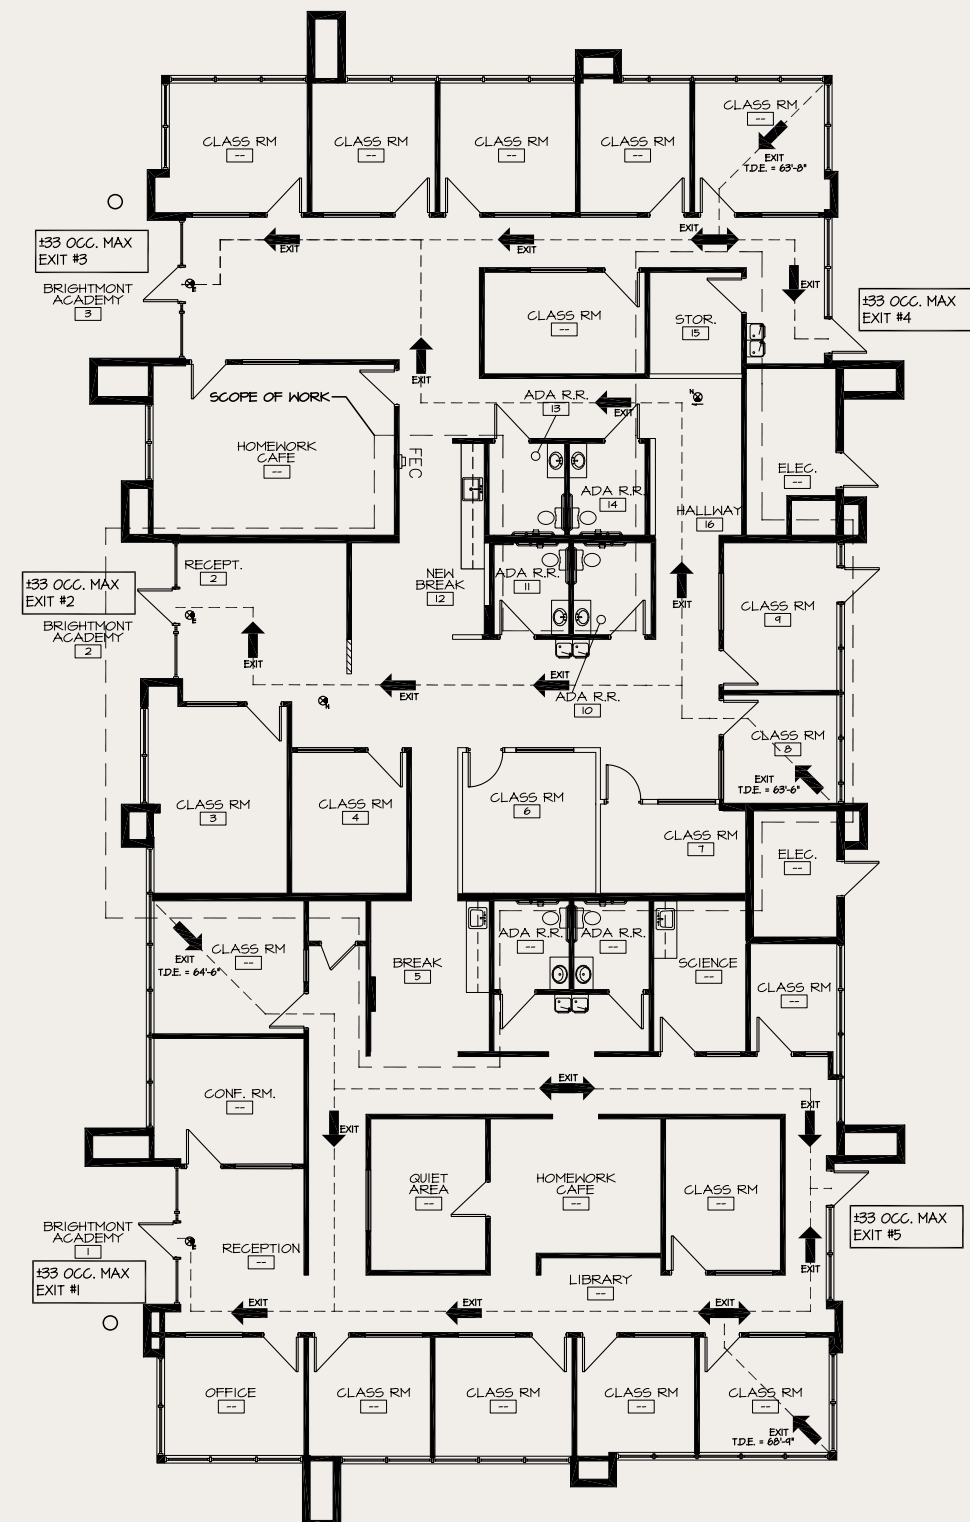 CLASS RM
--
EXIT
T.D.E. = 63'-8"
CLASS RM
--
CLASS RM
--
CLASS RM
--
CLASS RM
--
±33 OCC. MAX
EXIT #3
EXIT
EXIT
EXIT
EXIT
BRIGHTMONT
ACADEMY
3
±33 OCC. MAX
EXIT #4
CLASS RM
--
STOR.
15
EXIT
SCOPE OF WORK
ADA R.R.
13
EXIT
HOMEWORK
CAFE
--
FEC
ELEC.
--
ADA R.R.
14
HALLWAY
16
RECEPT.
2
±33 OCC. MAX
EXIT #2
NEW
BREAK
12
ADA R.R.
11
EXIT
CLASS RM
9
BRIGHTMONT
ACADEMY
2
EXIT
EXIT
EXIT
ADA R.R.
10
CLASS RM
8
EXIT
T.D.E. = 63'-6"
CLASS RM
3
CLASS RM
4
CLASS RM
6
CLASS RM
7
ELEC.
--
CLASS RM
--
EXIT
T.D.E. = 64'-6"
ADA R.R.
--
ADA R.R.
--
BREAK
5
SCIENCE
--
CLASS RM
--
EXIT
CONF. RM.
--
EXIT
EXIT
QUIET
AREA
--
HOMEWORK
CAFE
--
CLASS RM
--
BRIGHTMONT
ACADEMY
1
±33 OCC. MAX
EXIT #5
RECEPTION
--
±33 OCC. MAX
EXIT #1
EXIT
LIBRARY
--
EXIT
EXIT
EXIT
OFFICE
--
CLASS RM
--
CLASS RM
--
CLASS RM
--
CLASS RM
--
EXIT
T.D.E. = 68'-9"